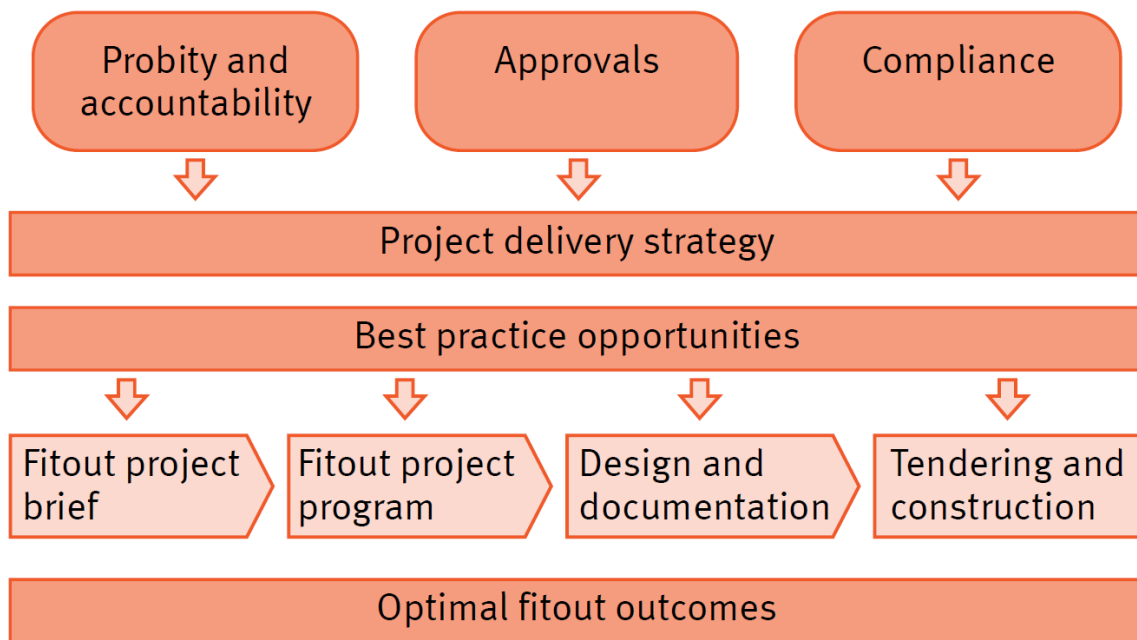 Probity and
accountability
Approvals
Compliance
Project delivery strategy
Best practice opportunities
Fitout project
brief
Fitout project
program
Design and
documentation
Tendering and
construction
Optimal fitout outcomes